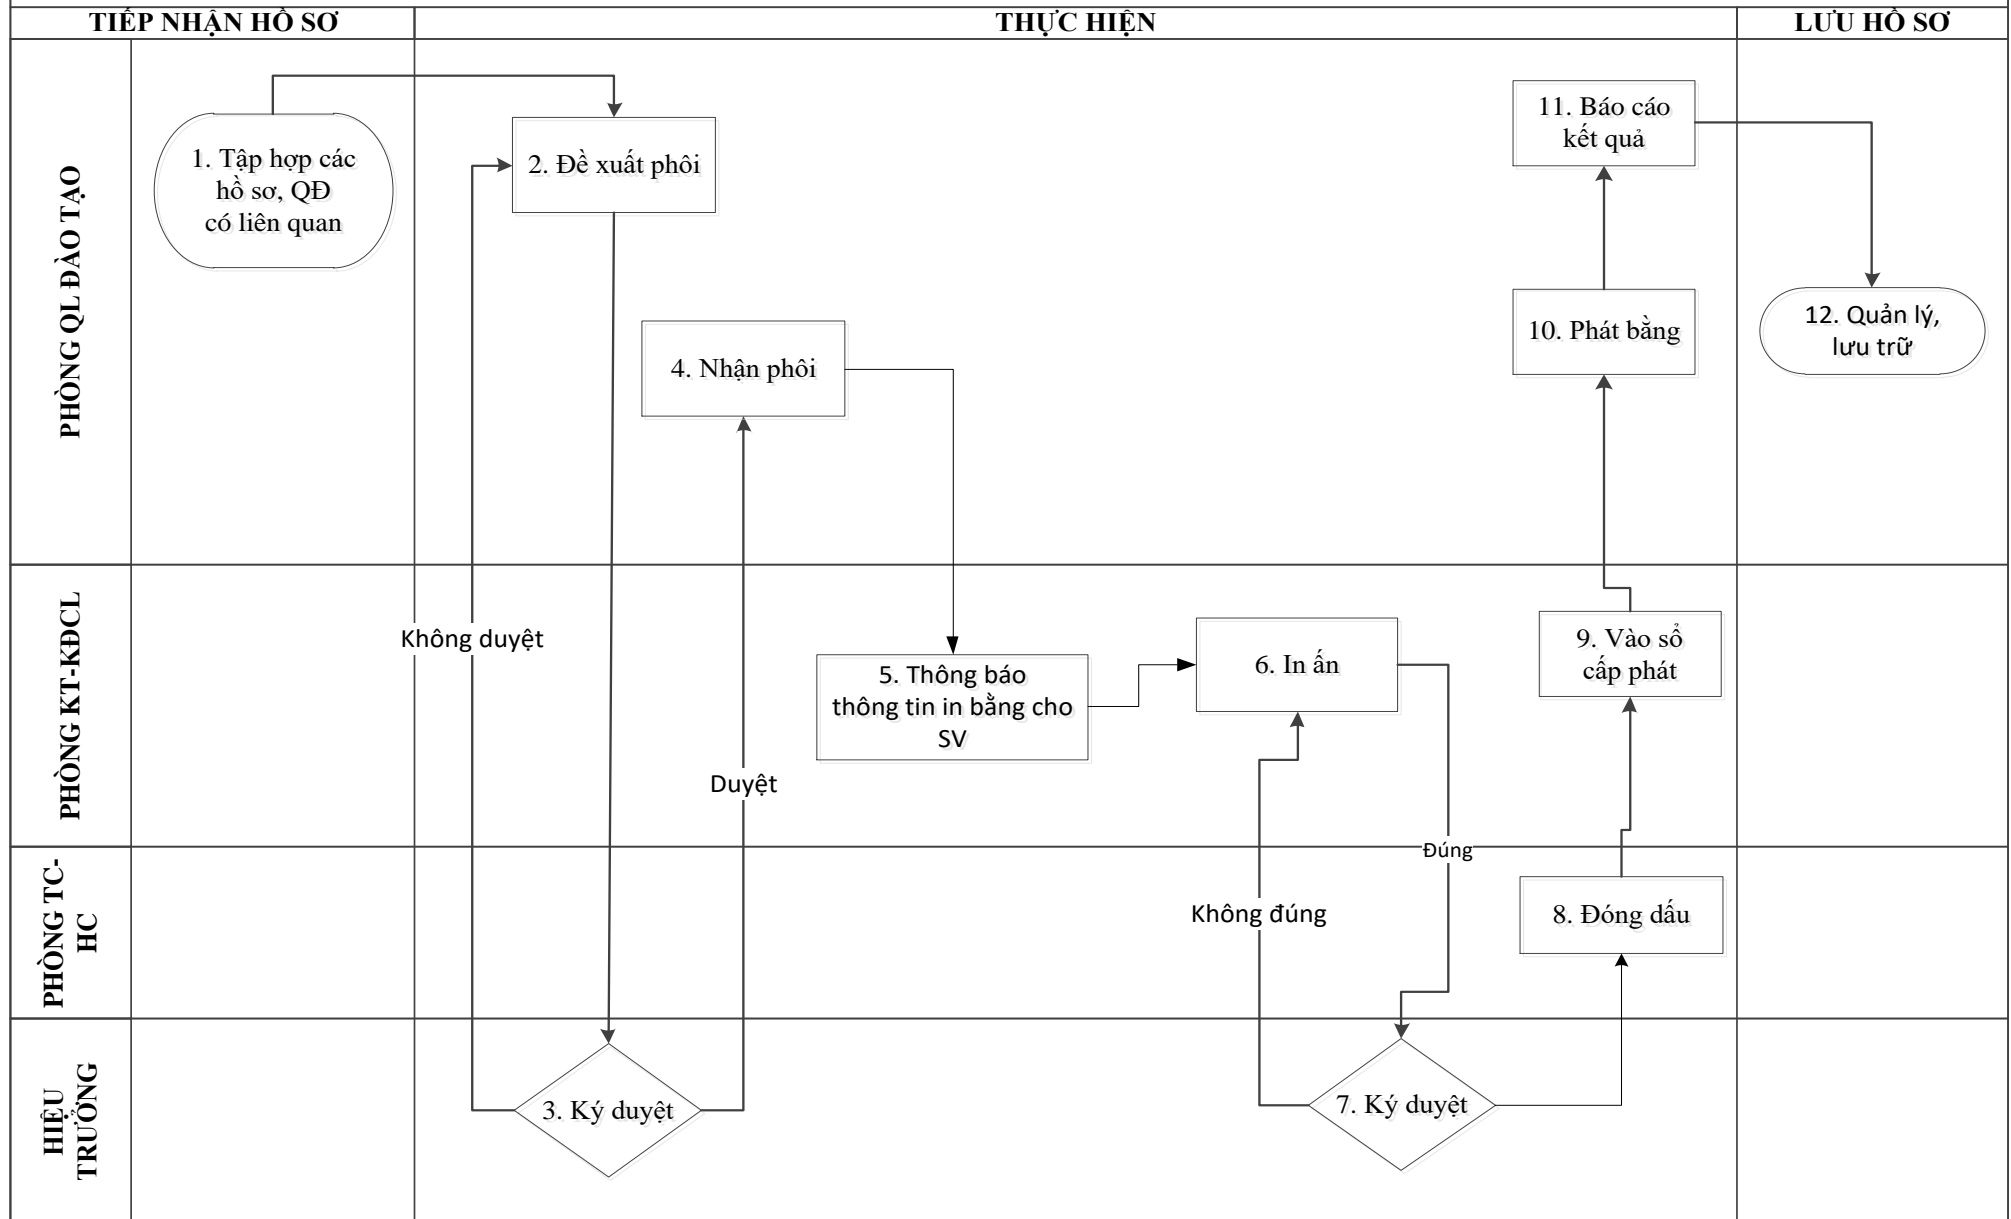 TIẾP NHẬN HỒ SƠ
THỰC HIỆN
LƯU HỒ SƠ
PHÒNG QL ĐÀO TẠO
1. Tập hợp các
hồ sơ, QĐ
có liên quan
2. Đề xuất phôi
11. Báo cáo
kết quả
4. Nhận phôi
10. Phát bằng
12. Quản lý,
lưu trữ
PHÒNG KT-KĐCL
Không duyệt
Duyệt
5. Thông báo
thông tin in bằng cho
SV
6. In ấn
9. Vào sổ
cấp phát
Đúng
PHÒNG TC-
HC
Không đúng
8. Đóng dấu
HIỆU
TRƯỞNG
3. Ký duyệt
7. Ký duyệt